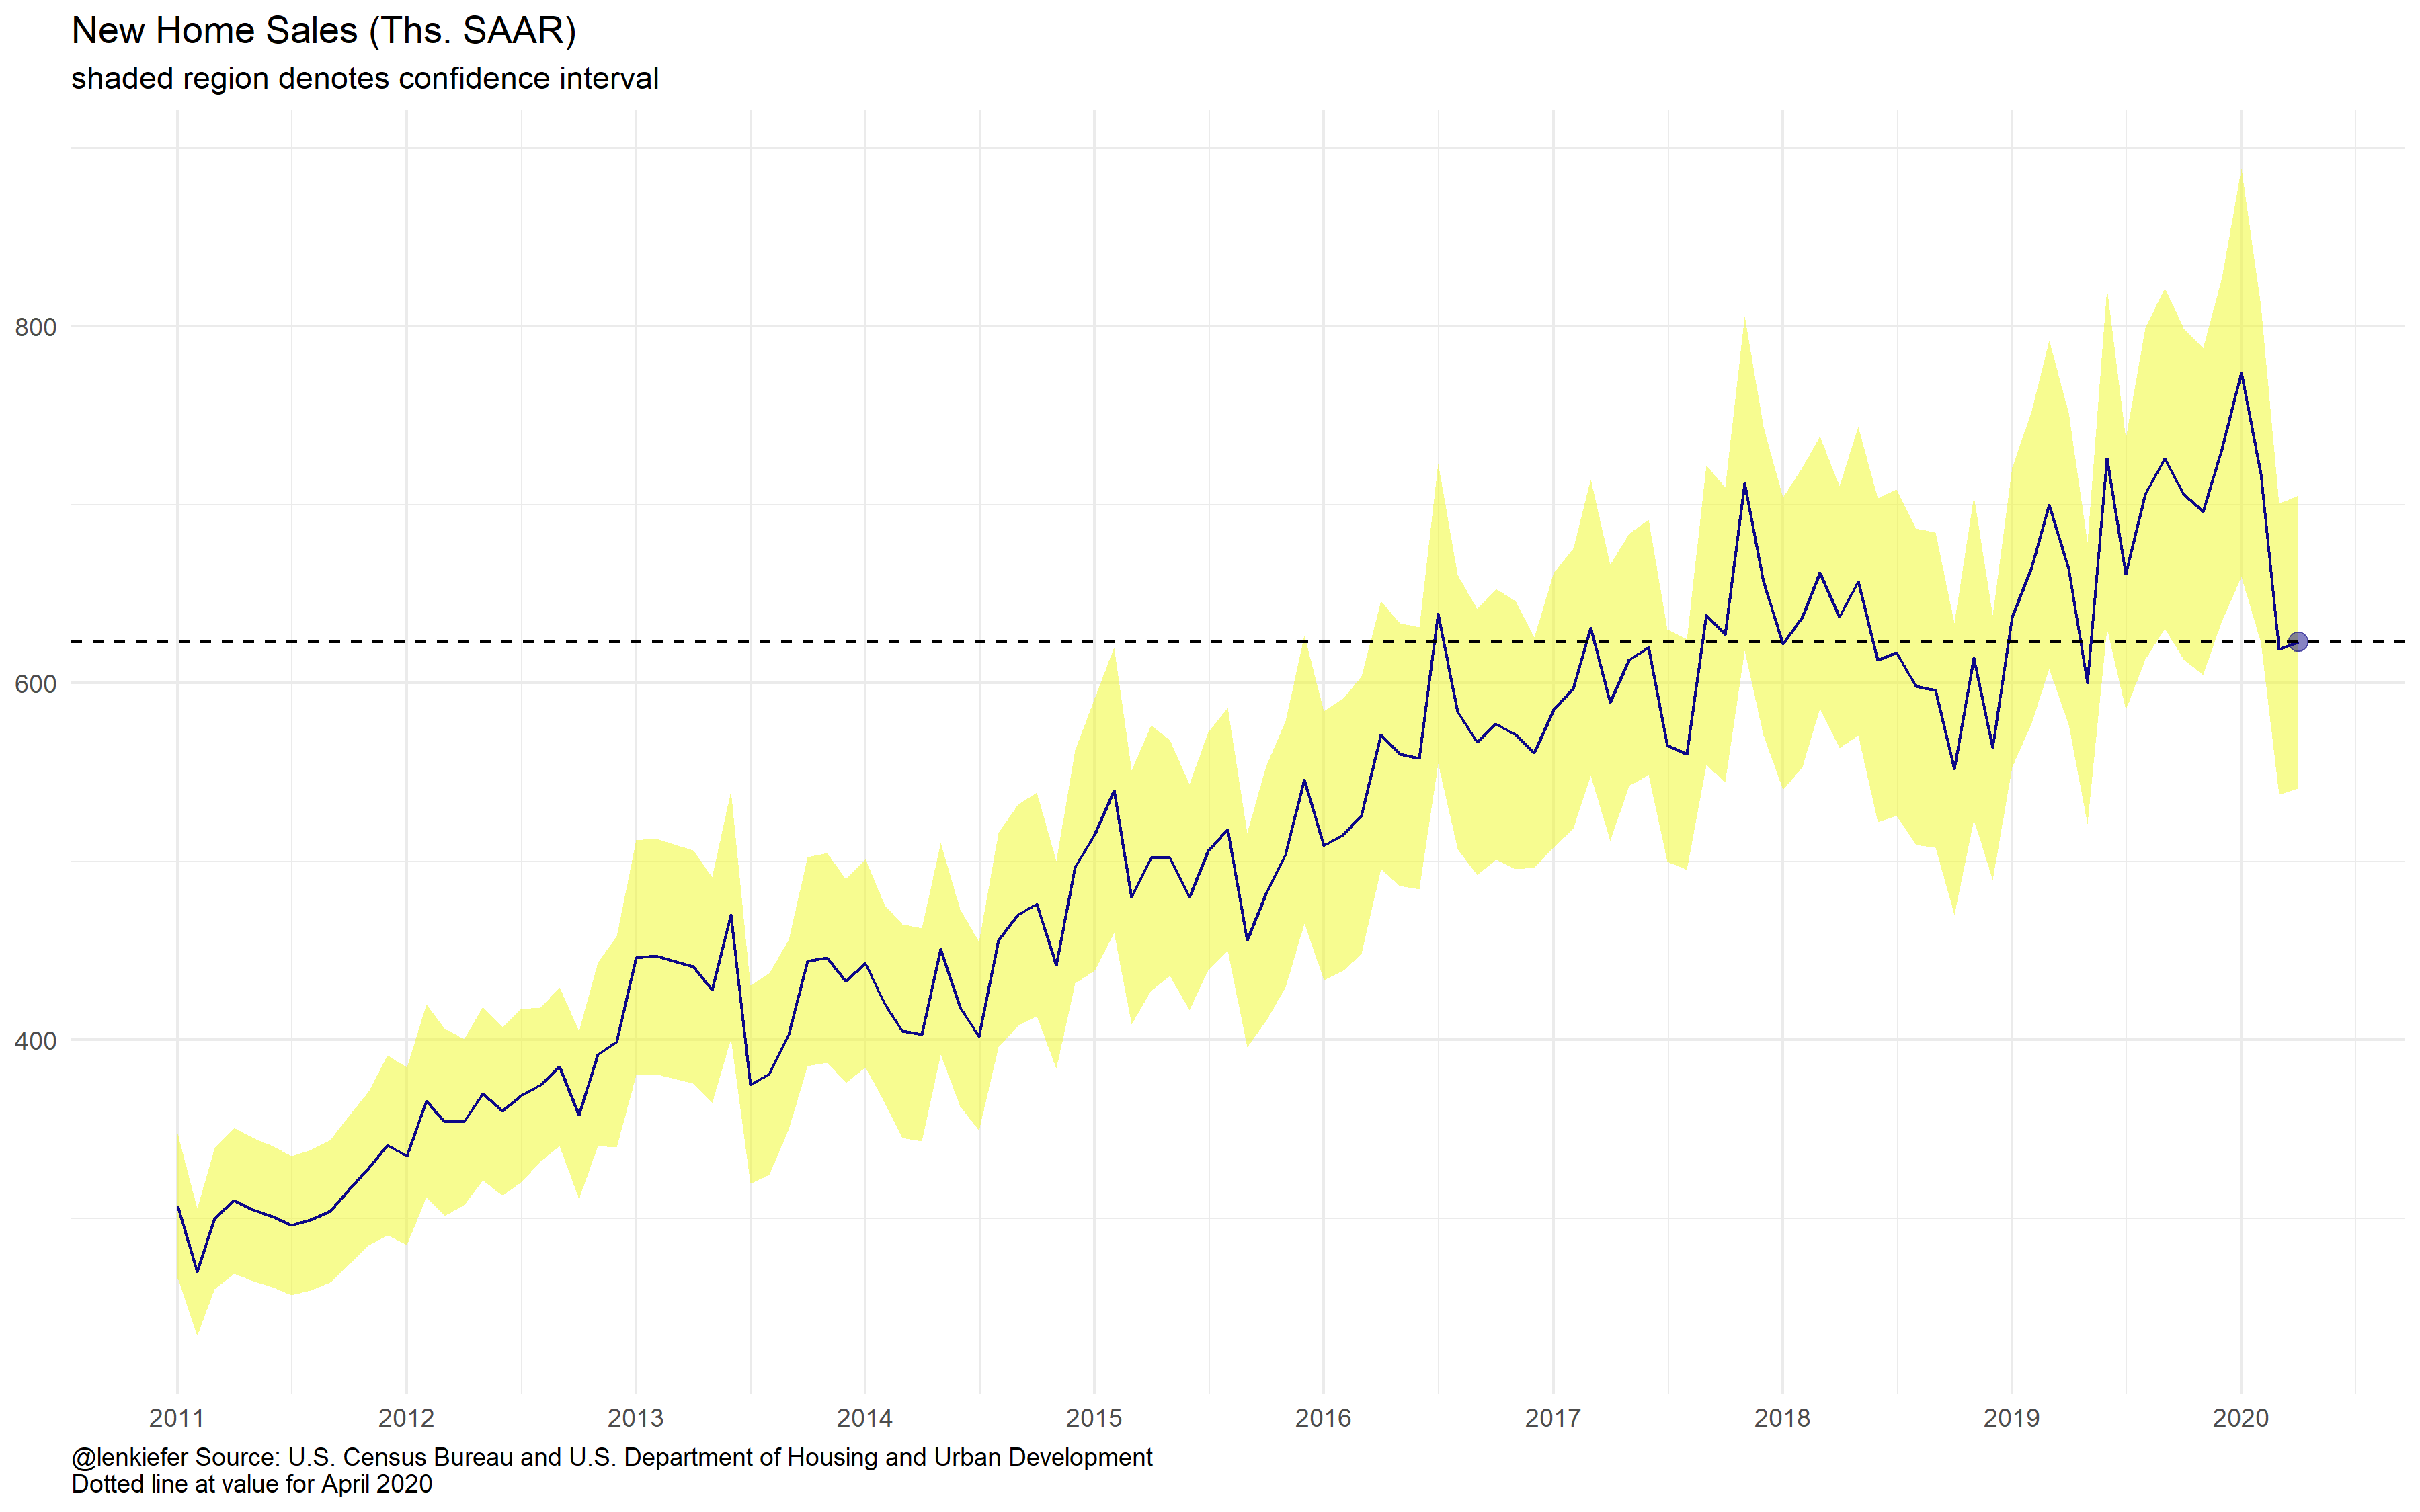 New Home Sales (Ths. SAAR)
shaded region denotes confidence interval
800
600
400
2011 2012 2013 2014 2015 2016 2017 2018 2019 2020
@lenkiefer Source: U.S. Census Bureau and U.S. Department of Housing and Urban Development
Dotted line at value for April 2020